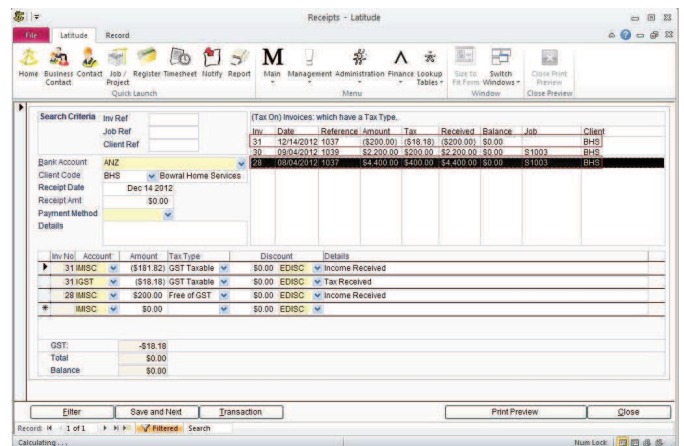 Receipts - Latitude
File Latitude Record
Home Business Contact Contact Job / Project Register Timesheet Notify Report Main Management Administration Finance Lookup Tables Size to Fit Form Switch Windows Close Print Preview
Quick Launch Menu Window Close Preview
Search Criteria Inv Ref (Tax On) Invoices: which have a Tax Type.
Job Ref Inv Date Reference Amount Tax Received Balance Job Client
Client Ref 31 12/14/2012 1037 ($200.00) ($18.18) ($200.00) $0.00 BHS
30 09/04/2012 1039 $2,200.00 $200.00 $2,200.00 $0.00 S1003 BHS
Bank Account ANZ 28 08/04/2012 1037 $4,400.00 $400.00 $4,400.00 $0.00 S1003 BHS
Client Code BHS Bowral Home Services
Receipt Date Dec 14 2012
Receipt Amt $0.00
Payment Method
Details
Inv No Account Amount Tax Type Discount Details
31 IMISC ($181.82) GST Taxable $0.00 EDISC Income Received
31 IGST ($18.18) GST Taxable $0.00 EDISC Tax Received
28 IMISC $200.00 Free of GST $0.00 EDISC Income Received
* IMISC $0.00 $0.00 EDISC
GST: -$18.18
Total $0.00
Balance $0.00
Filter Save and Next Transaction Print Preview Close
Record: 1 of 1 Filtered Search
Calculating . . . Num Lock